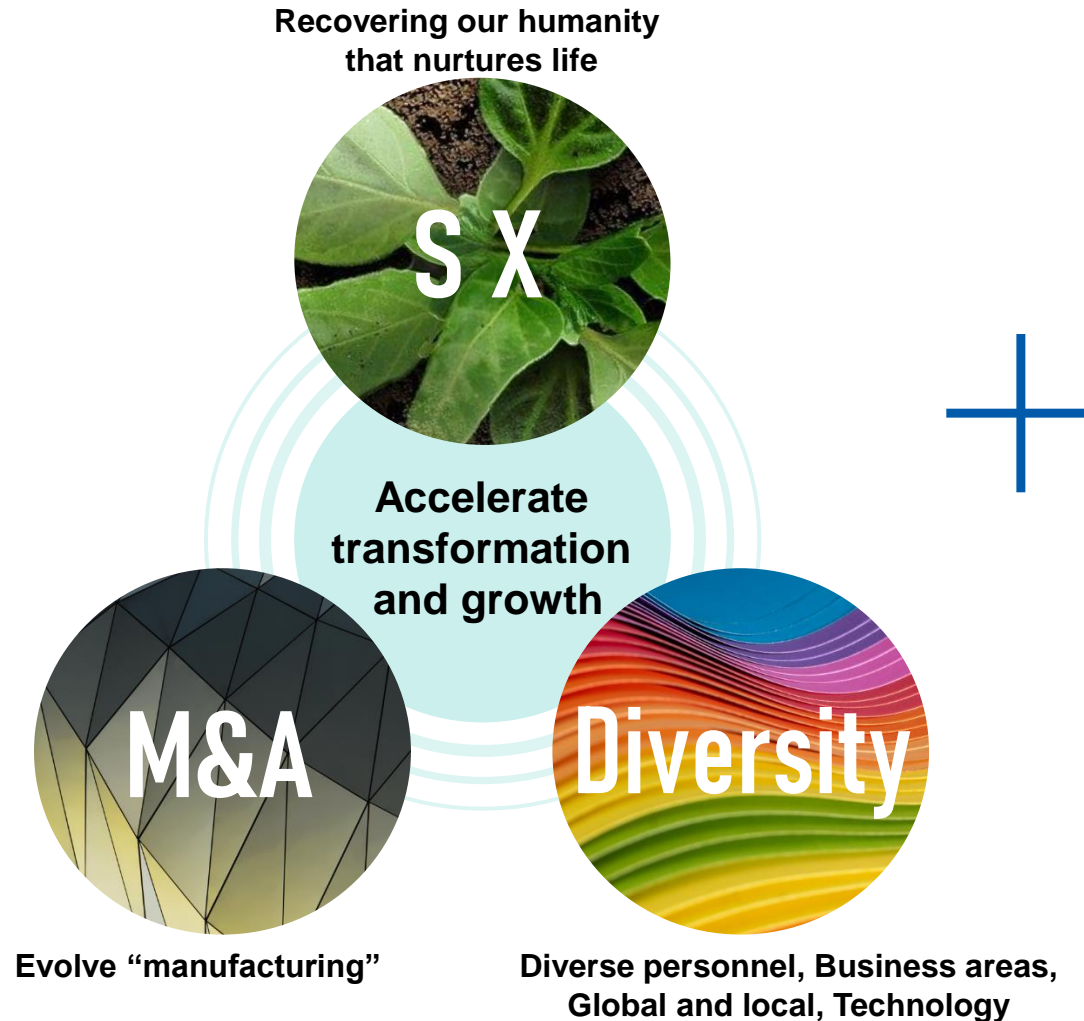 Recovering our humanity
that nurtures life
S X
Accelerate
transformation
and growth
M&A
Diversity
Evolve “manufacturing”
Diverse personnel, Business areas,
Global and local, Technology